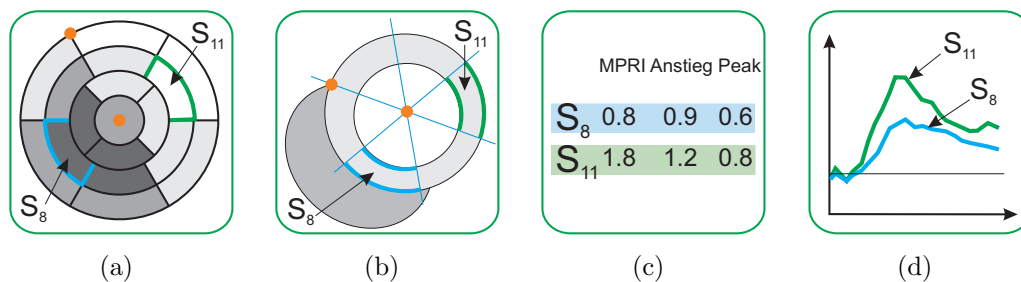 S11
S8
(a)
S11
S8
(b)
MPRI Anstieg Peak
S8 0.8 0.9 0.6
S11 1.8 1.2 0.8
(c)
S11
S8
(d)